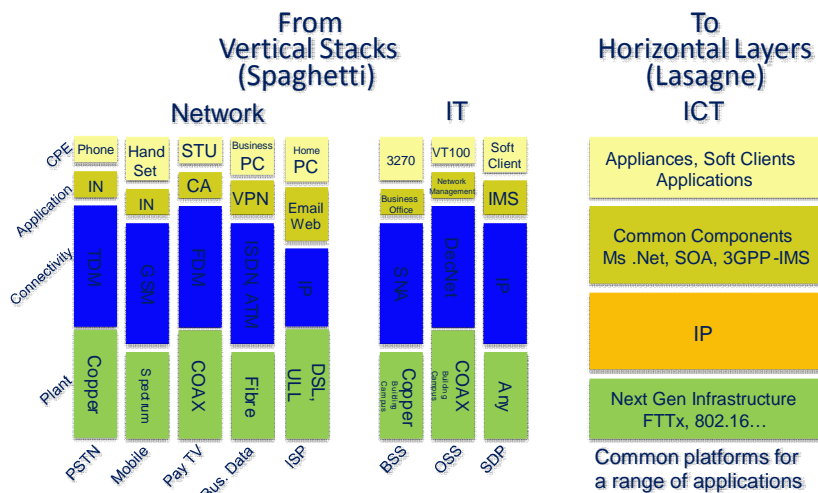 From
Vertical Stacks
(Spaghetti)
To
Horizontal Layers
(Lasagne)
Network
IT
ICT
CPE
Phone
Hand
Set
STU
Business
PC
Home
PC
3270
VT100
Soft
Client
Appliances, Soft Clients
Applications
Application
IN
IN
CA
VPN
Email
Web
Business
Office
Network
Management
IMS
Common Components
Ms .Net, SOA, 3GPP-IMS
Connectivity
TDM
GSM
FDM
ISDN, ATM
IP
SNA
DecNet
IP
IP
Plant
Copper
Spectrum
COAX
Fibre
DSL,
ULL
Copper
Building
Campus
COAX
Building
Campus
Any
Next Gen Infrastructure
FTTx, 802.16…
PSTN
Mobile
Pay TV
Bus. Data
ISP
BSS
OSS
SDP
Common platforms for
a range of applications